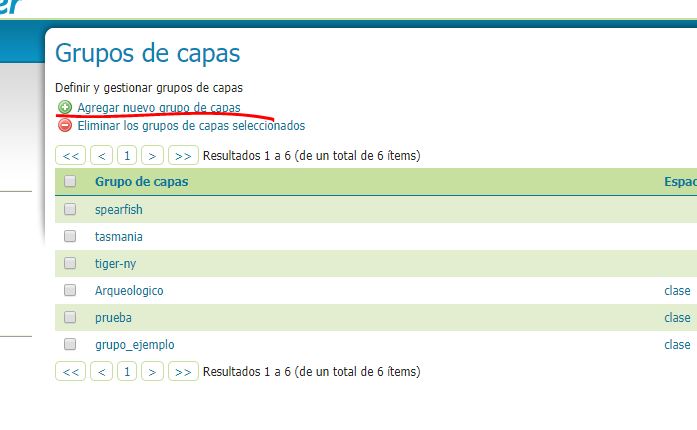 er
Grupos de capas
Definir y gestionar grupos de capas
Agregar nuevo grupo de capas
Eliminar los grupos de capas seleccionados
<< < 1 > >> Resultados 1 a 6 (de un total de 6 ítems)
Grupo de capas Espac
spearfish
tasmania
tiger-ny
Arqueologico clase
prueba clase
grupo_ejemplo clase
<< < 1 > >> Resultados 1 a 6 (de un total de 6 ítems)